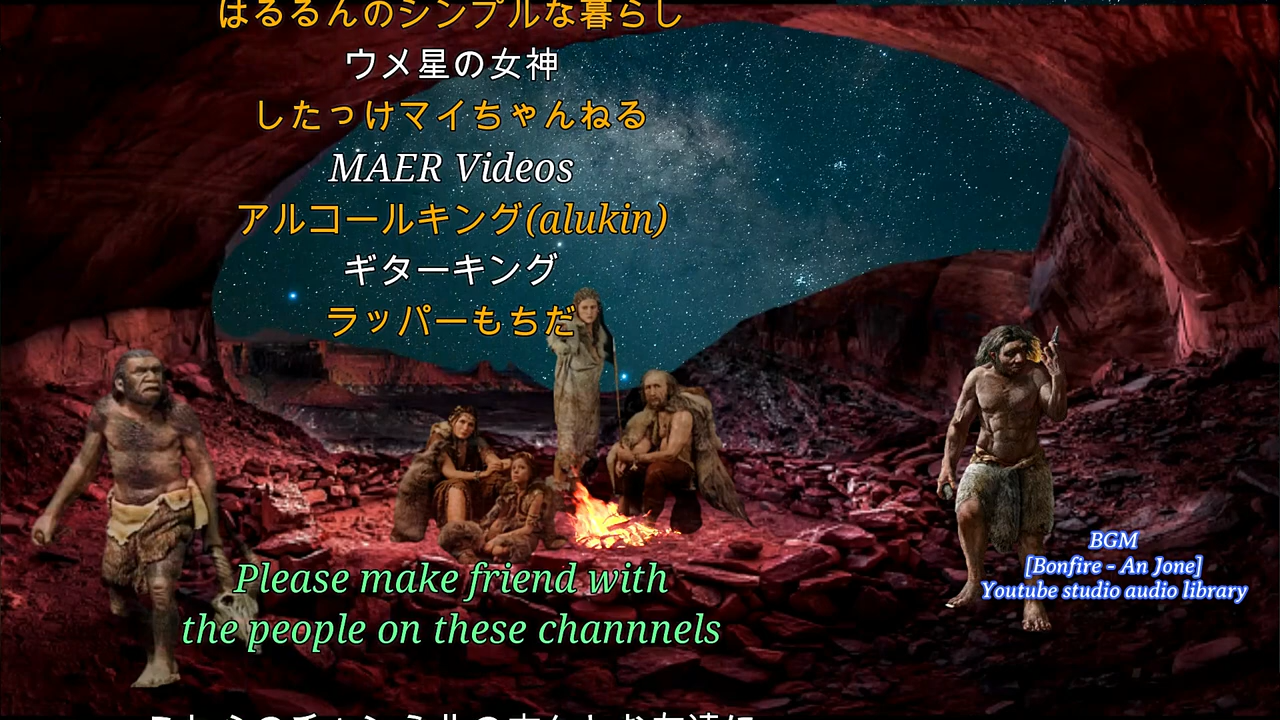 はるるんのシンプルな暮らし
ウメ星の女神
したっけマイちゃんねる
MAER Videos
アルコールキング(alukin)
ギターキング
ラッパーもちだ
Please make friend with
the people on these channnels
BGM
[Bonfire - An Jone]
Youtube studio audio library